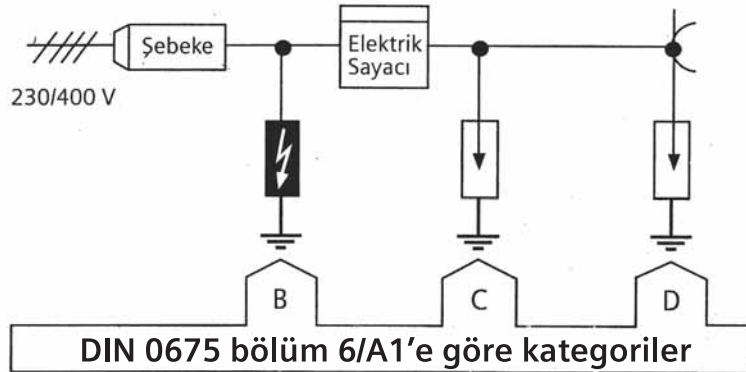 Şebeke
Elektrik
Sayacı
230/400 V
B
C
D
DIN 0675 bölüm 6/A1'e göre kategoriler